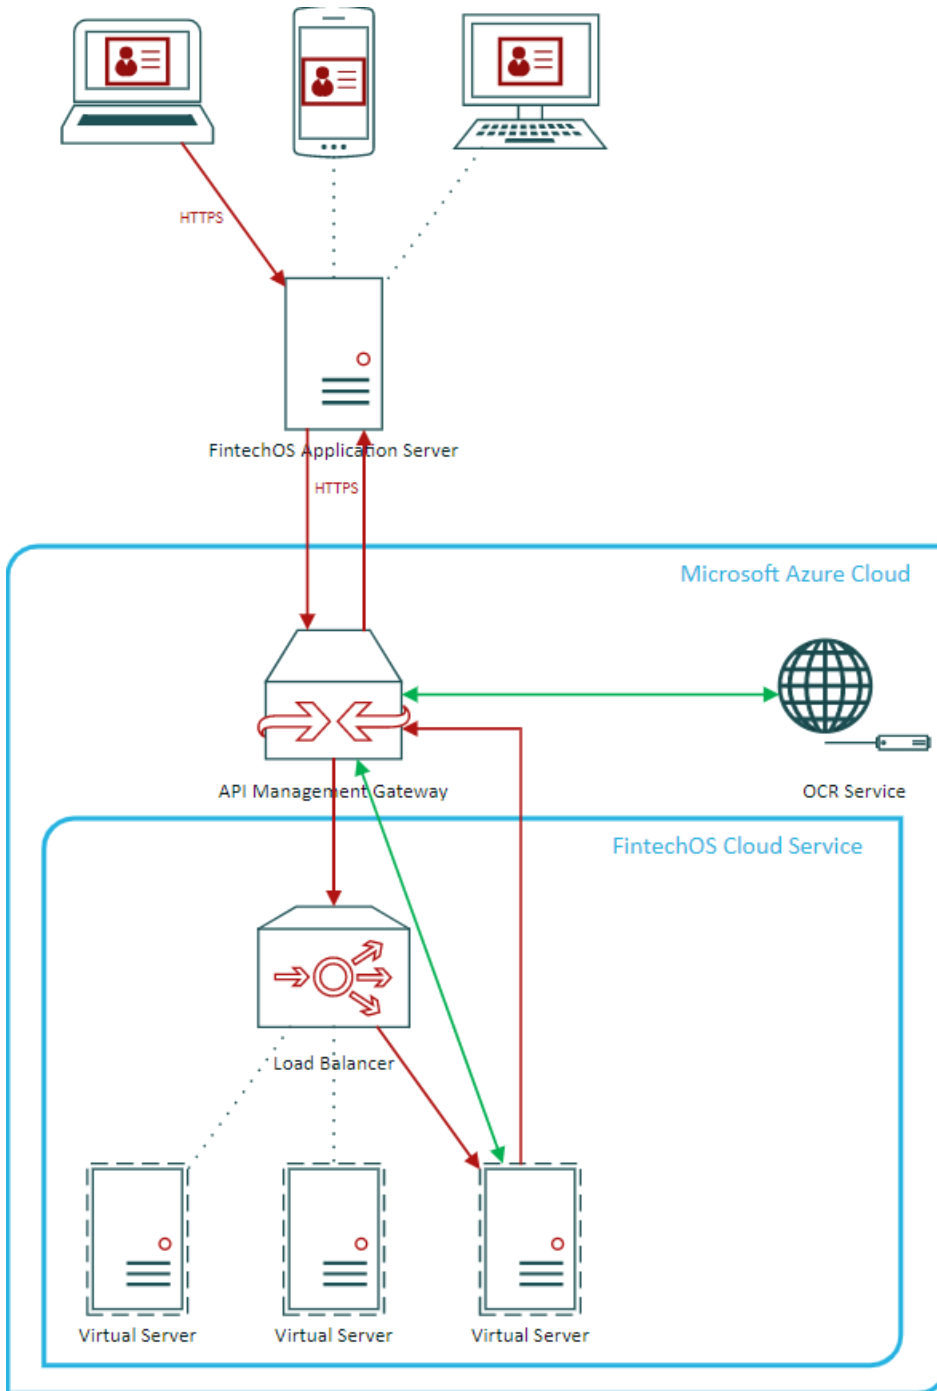 HTTPS
FintechOS Application Server
HTTPS
Microsoft Azure Cloud
API Management Gateway
OCR Service
FintechOS Cloud Service
Load Balancer
Virtual Server
Virtual Server
Virtual Server